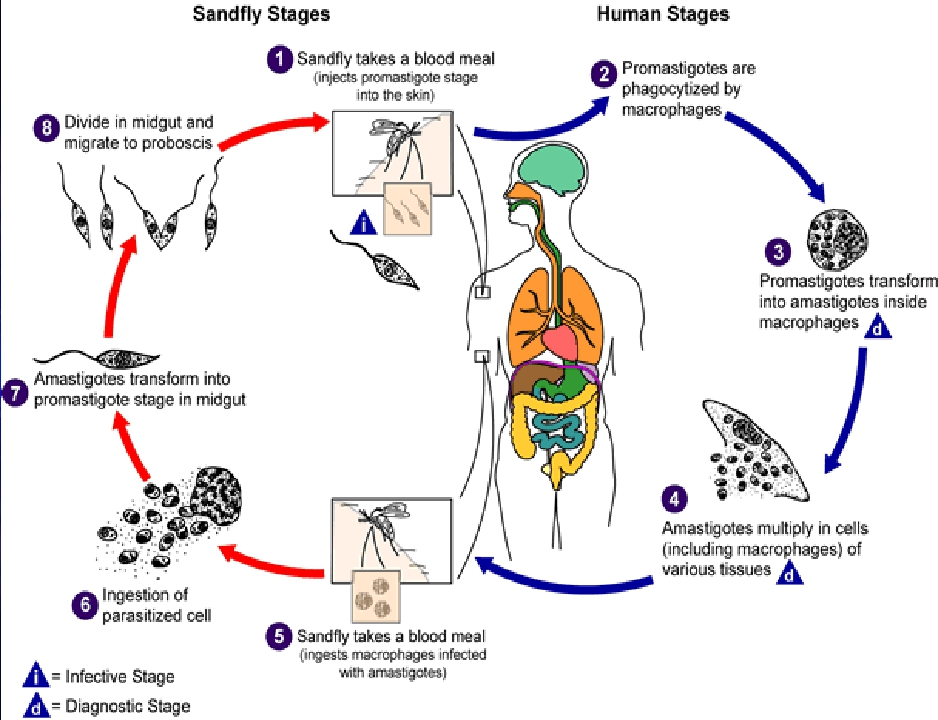 Sandfly Stages
Human Stages
1 Sandfly takes a blood meal
(injects promastigote stage
into the skin)
2 Promastigotes are
phagocytized by
macrophages
8 Divide in midgut and
migrate to proboscis
i
3
Promastigotes transform
into amastigotes inside
macrophages d
7 Amastigotes transform into
promastigote stage in midgut
4
Amastigotes multiply in cells
(including macrophages) of
various tissues d
6 Ingestion of
parasitized cell
5 Sandfly takes a blood meal
(ingests macrophages infected
with amastigotes)
i = Infective Stage
d = Diagnostic Stage